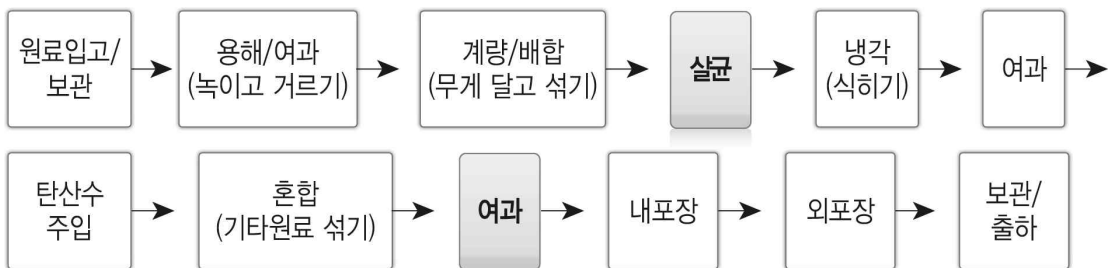 원료입고/
보관
용해/여과
(녹이고 거르기)
계량/배합
(무게 달고 섞기)
살균
냉각
(식히기)
여과
탄산수
주입
혼합
(기타원료 섞기)
여과
내포장
외포장
보관/
출하